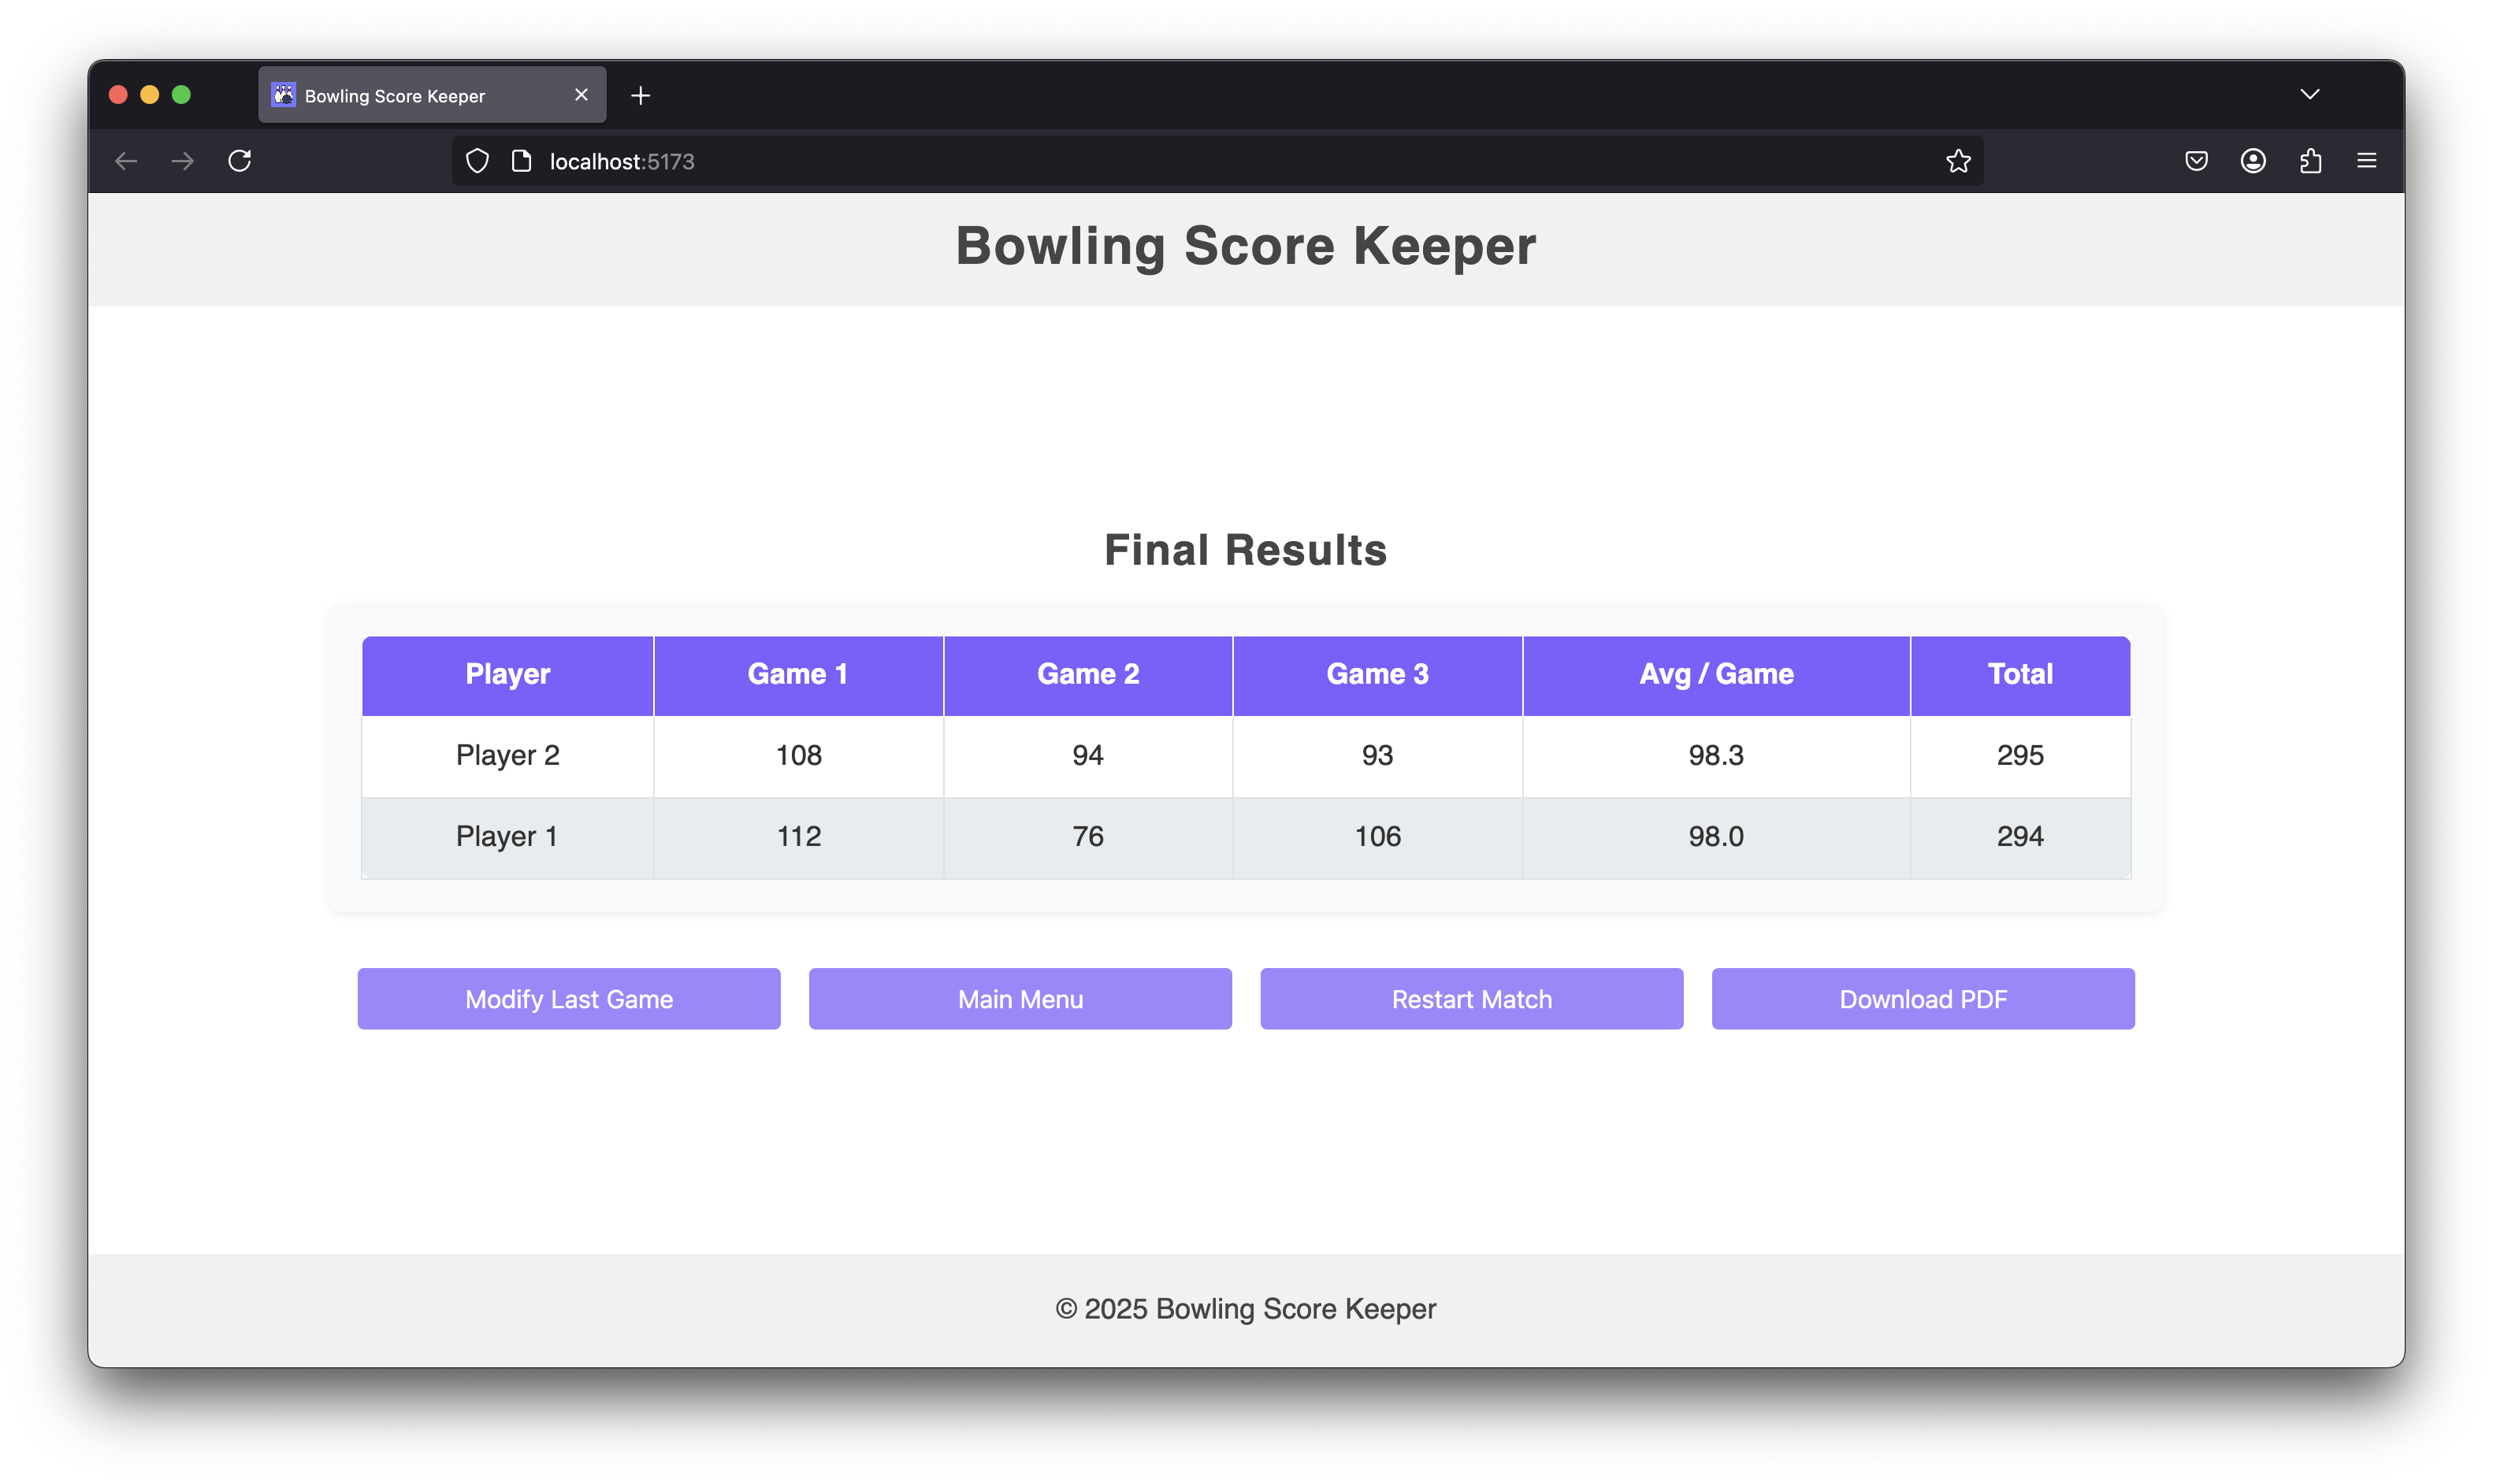 Bowling Score Keeper
localhost:5173
Bowling Score Keeper
Final Results
Player Game 1 Game 2 Game 3 Avg / Game Total
Player 2 108 94 93 98.3 295
Player 1 112 76 106 98.0 294
Modify Last Game Main Menu Restart Match Download PDF
© 2025 Bowling Score Keeper